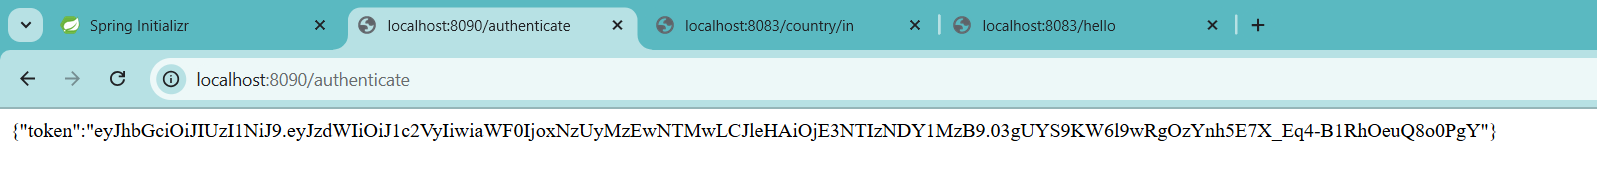 Spring Initializr
localhost:8090/authenticate
localhost:8083/country/in
localhost:8083/hello
localhost:8090/authenticate
{"token":"eyJhbGciOiJIUzI1NiJ9.eyJzdWIiOiJ1c2VyIiwiaWF0IjoxNzUyMzEwNTMwLCJleHAiOjE3NTIzNDY1MzB9.03gUYS9KW6l9wRgOzYnh5E7X_Eq4-B1RhOeuQ8o0PgY"}